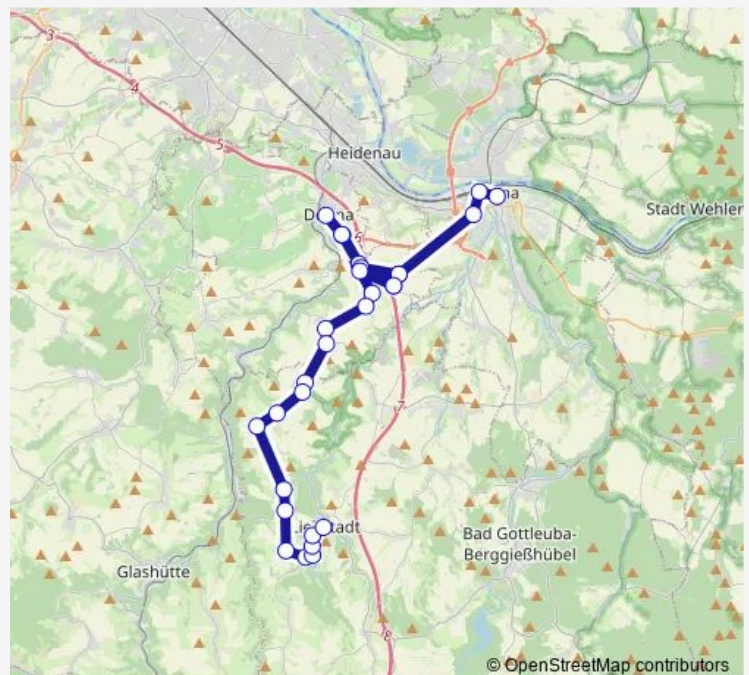 3
4
5
Heidenau
6
Stadt Wehlen
7
Bad Gottleuba-
Berggießhübel
Glashütte
8
© OpenStreetMap contributors